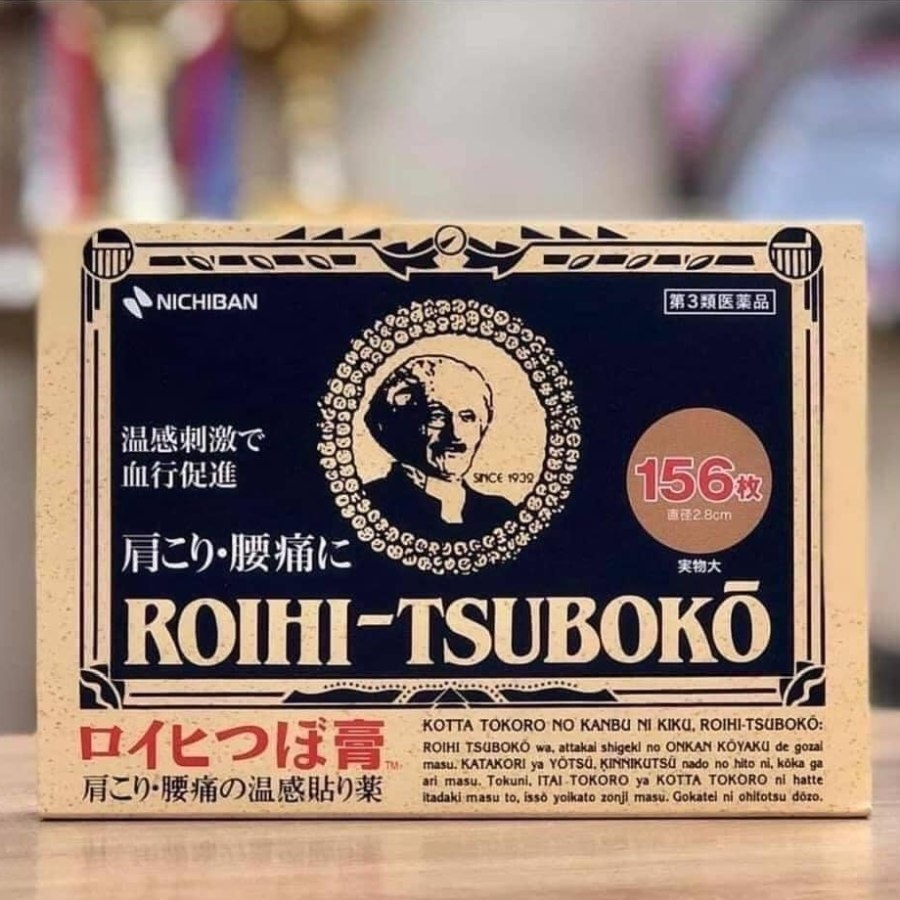 NICHIBAN
第3類医薬品
温感刺激で
血行促進
SINCE 1932
156枚
直径2.8cm
実物大
肩こり・腰痛に
ROIHI-TSUBOKŌ
ロイヒつぼ膏™
肩こり・腰痛の温感貼り薬
KOTTA TOKORO NO KANBU NI KIKU, ROIHI-TSUBOKŌ:
ROIHI TSUBOKŌ wa, attakai shigeki no ONKAN KŌYAKU de gozai
masu. KATAKORI ya YŌTSŪ, KINNIKUTSŪ nado no hito ni, kōka ga
ari masu. Tokuni, ITAI TOKORO ya KOTTA TOKORO ni hatte
itadaki masu to, issō yoikato zonji masu. Gokatei ni ohitotsu dōzo.